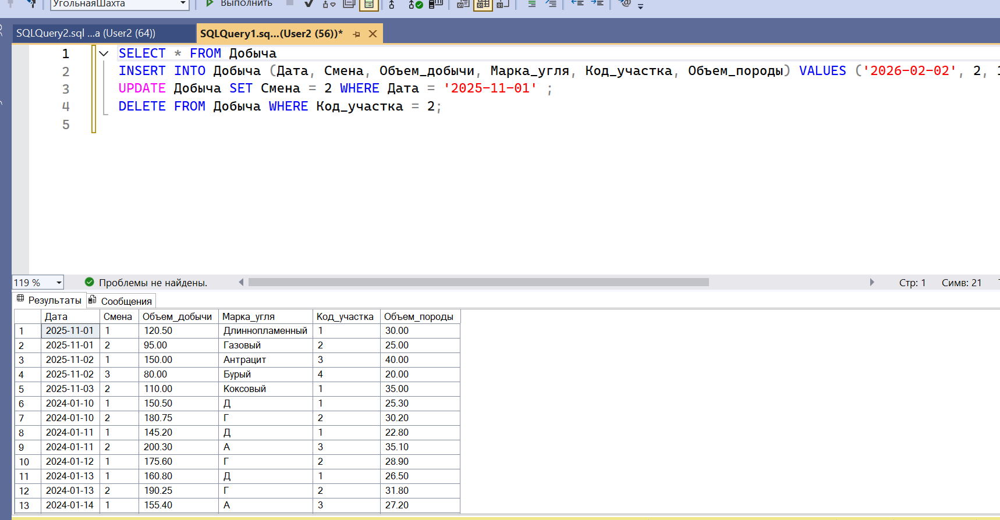 УгольнаяШахта Выполнить
SQLQuery2.sql ...a (User2 (64)) SQLQuery1.sq...(User2 (56))*
1 SELECT * FROM Добыча
2 INSERT INTO Добыча (Дата, Смена, Объем_добычи, Марка_угля, Код_участка, Объем_породы) VALUES ('2026-02-02', 2, 1
3 UPDATE Добыча SET Смена = 2 WHERE Дата = '2025-11-01' ;
4 DELETE FROM Добыча WHERE Код_участка = 2;
5
119 % Проблемы не найдены. Стр: 1 Симв: 21
Результаты Сообщения
Дата Смена Объем_добычи Марка_угля Код_участка Объем_породы
1 2025-11-01 1 120.50 Длиннопламенный 1 30.00
2 2025-11-01 2 95.00 Газовый 2 25.00
3 2025-11-02 1 150.00 Антрацит 3 40.00
4 2025-11-02 3 80.00 Бурый 4 20.00
5 2025-11-03 2 110.00 Коксовый 1 35.00
6 2024-01-10 1 150.50 Д 1 25.30
7 2024-01-10 2 180.75 Г 2 30.20
8 2024-01-11 1 145.20 Д 1 22.80
9 2024-01-11 2 200.30 А 3 35.10
10 2024-01-12 1 175.60 Г 2 28.90
11 2024-01-13 1 160.80 Д 1 26.50
12 2024-01-13 2 190.25 Г 2 31.80
13 2024-01-14 1 155.40 А 3 27.20